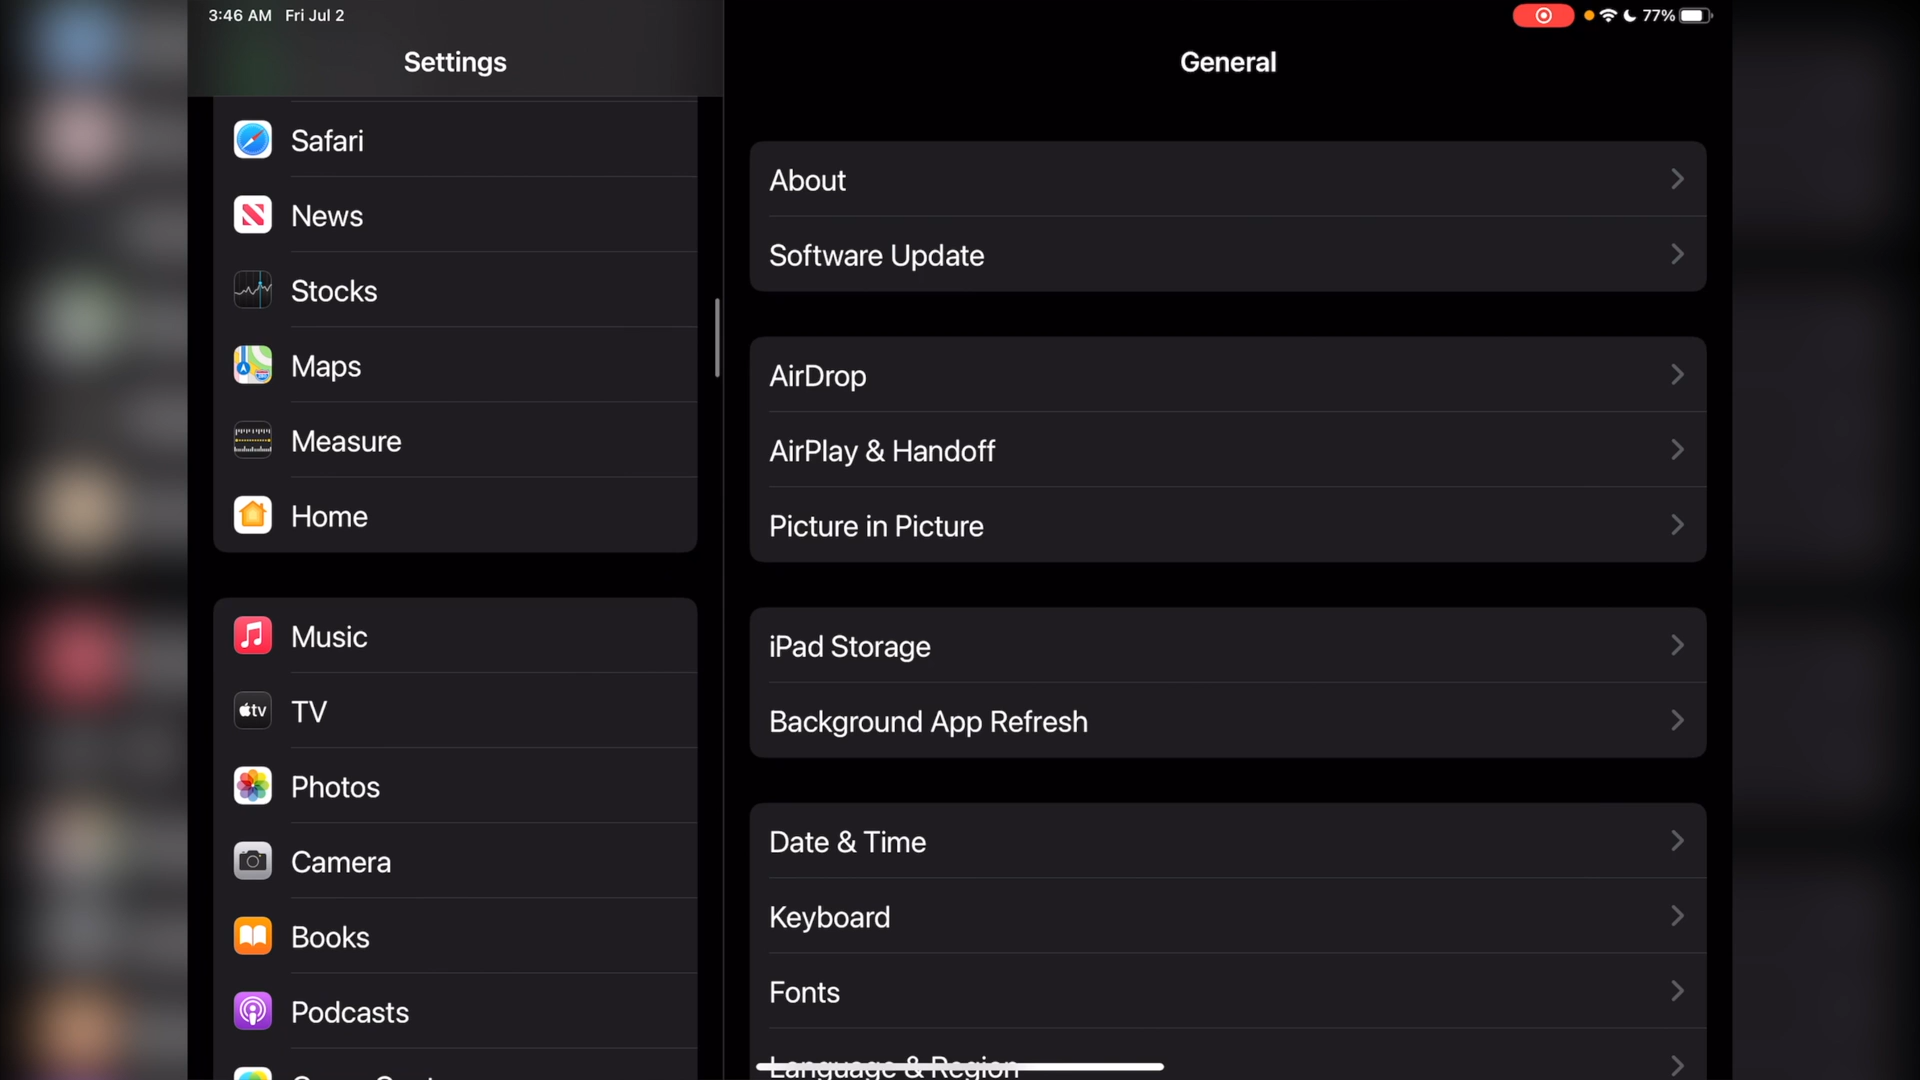 3:46 AM Fri Jul 2
77%
Settings
Safari
News
Stocks
Maps
Measure
Home
Music
tv
TV
Photos
Camera
Books
Podcasts
General
About
Software Update
AirDrop
AirPlay & Handoff
Picture in Picture
iPad Storage
Background App Refresh
Date & Time
Keyboard
Fonts
Language & Region